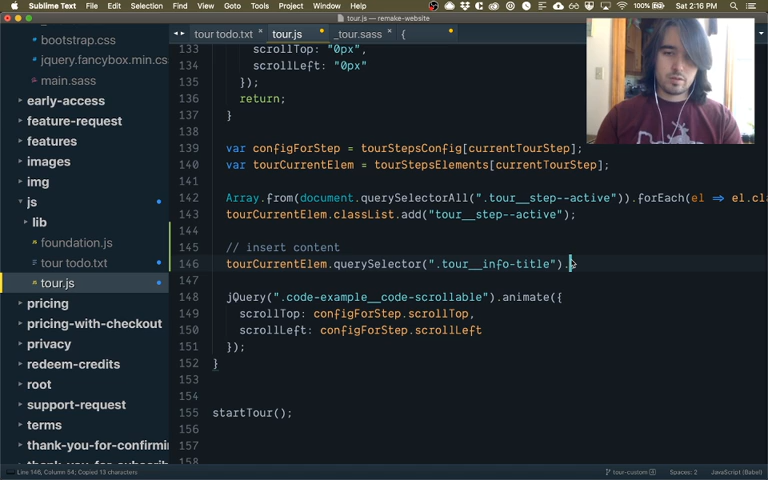 Sublime Text File Edit Selection Find View Goto Tools Project Window 100% Sat 2:16 PM
tour.js — remake-website
tour todo.txt tour.js _tour.sass {
bootstrap.css
jquery.fancybox.min.cs
main.sass
early-access
feature-request
features
images
img
js
lib
foundation.js
tour todo.txt
tour.js
pricing
pricing-with-checkout
privacy
redeem-credits
root
support-request
terms
thank-you-for-confirmi
133 scrollTop: "0px",
134 scrollLeft: "0px"
135 });
136 return;
137 }
138
139 var configForStep = tourStepsConfig[currentTourStep];
140 var tourCurrentElem = tourStepsElements[currentTourStep];
141
142 Array.from(document.querySelectorAll(".tour__step--active")).forEach(el => el.cla
143 tourCurrentElem.classList.add("tour__step--active");
144
145 // insert content
146 tourCurrentElem.querySelector(".tour__info-title").
147
148 jQuery(".code-example__code-scrollable").animate({
149 scrollTop: configForStep.scrollTop,
150 scrollLeft: configForStep.scrollLeft
151 });
152 }
153
154
155 startTour();
156
157
158
Line 146, Column 54; Copied 13 characters tour-custom Spaces: 2 JavaScript (Babel)